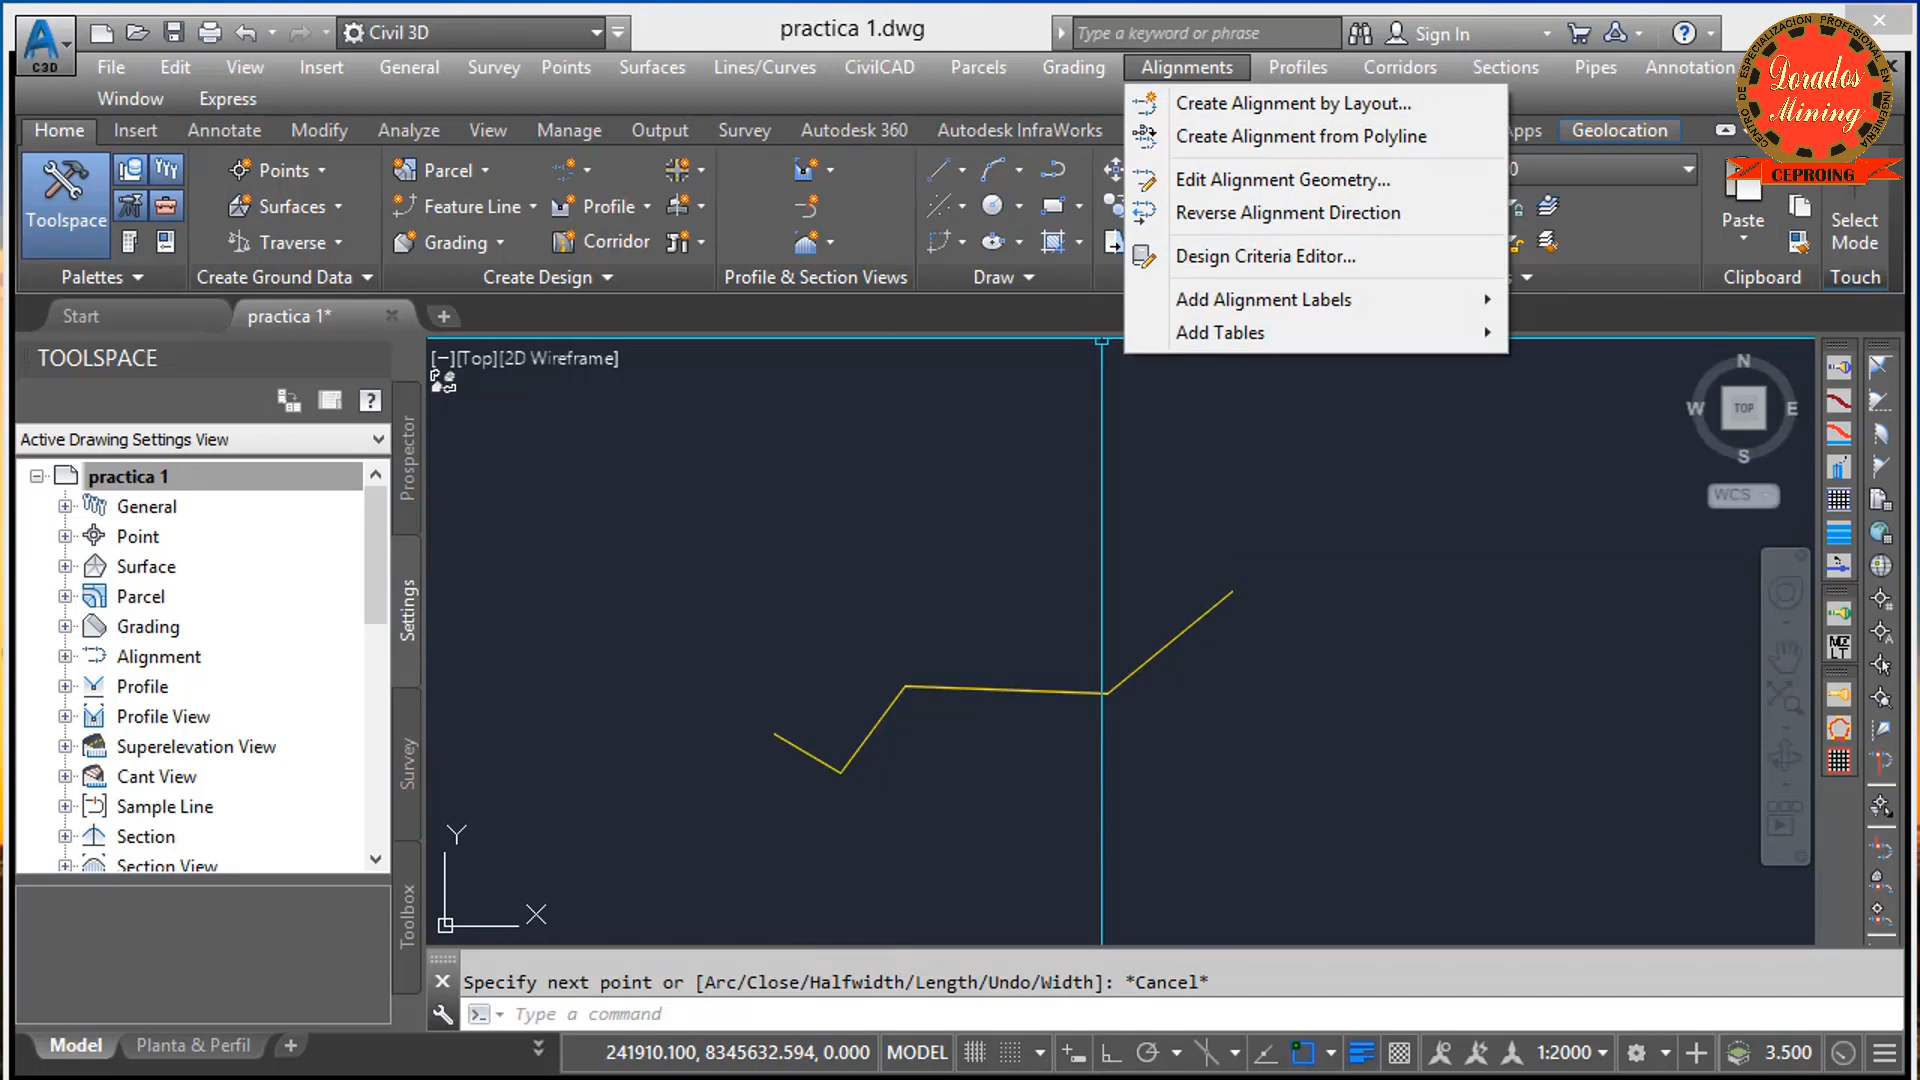 Civil 3D
practica 1.dwg
Type a keyword or phrase
Sign In
C3D
File Edit View Insert General Survey Points Surfaces Lines/Curves CivilCAD Parcels Grading Alignments Profiles Corridors Sections Pipes Annotation
Window Express
Home Insert Annotate Modify Analyze View Manage Output Survey Autodesk 360 Autodesk InfraWorks Apps Geolocation
Create Alignment by Layout...
Create Alignment from Polyline
Edit Alignment Geometry...
Reverse Alignment Direction
Design Criteria Editor...
Add Alignment Labels
Add Tables
Toolspace
Points
Surfaces
Traverse
Parcel
Feature Line
Grading
Profile
Corridor
0
Paste
Select
Mode
Palettes
Create Ground Data
Create Design
Profile & Section Views
Draw
Clipboard
Touch
CENTRO DE ESPECIALIZACION PROFESIONAL EN INGENIERIA
Dorados
Mining
CEPROING
Start
practica 1*
TOOLSPACE
Active Drawing Settings View
practica 1
General
Point
Surface
Parcel
Grading
Alignment
Profile
Profile View
Superelevation View
Cant View
Sample Line
Section
Section View
Prospector
Settings
Survey
Toolbox
[−][Top][2D Wireframe]
N
W TOP E
S
WCS
Y
X
Specify next point or [Arc/Close/Halfwidth/Length/Undo/Width]: *Cancel*
Type a command
Model Planta & Perfil
241910.100, 8345632.594, 0.000 MODEL 1:2000 3.500